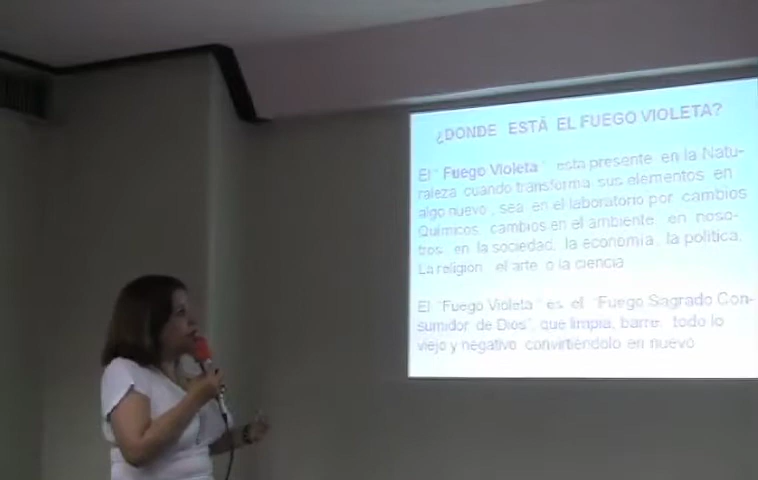 ¿DONDE ESTÁ EL FUEGO VIOLETA?
El "Fuego Violeta" esta presente en la Natu-
raleza cuando transforma sus elementos en
algo nuevo, sea en el laboratorio por cambios
Químicos, cambios en el ambiente, en noso-
tros, en la sociedad, la economía, la política,
La religion, el arte o la ciencia
El "Fuego Violeta" es el "Fuego Sagrado Con-
sumidor de Dios", que limpia, barre, todo lo
viejo y negativo convirtiéndolo en nuevo